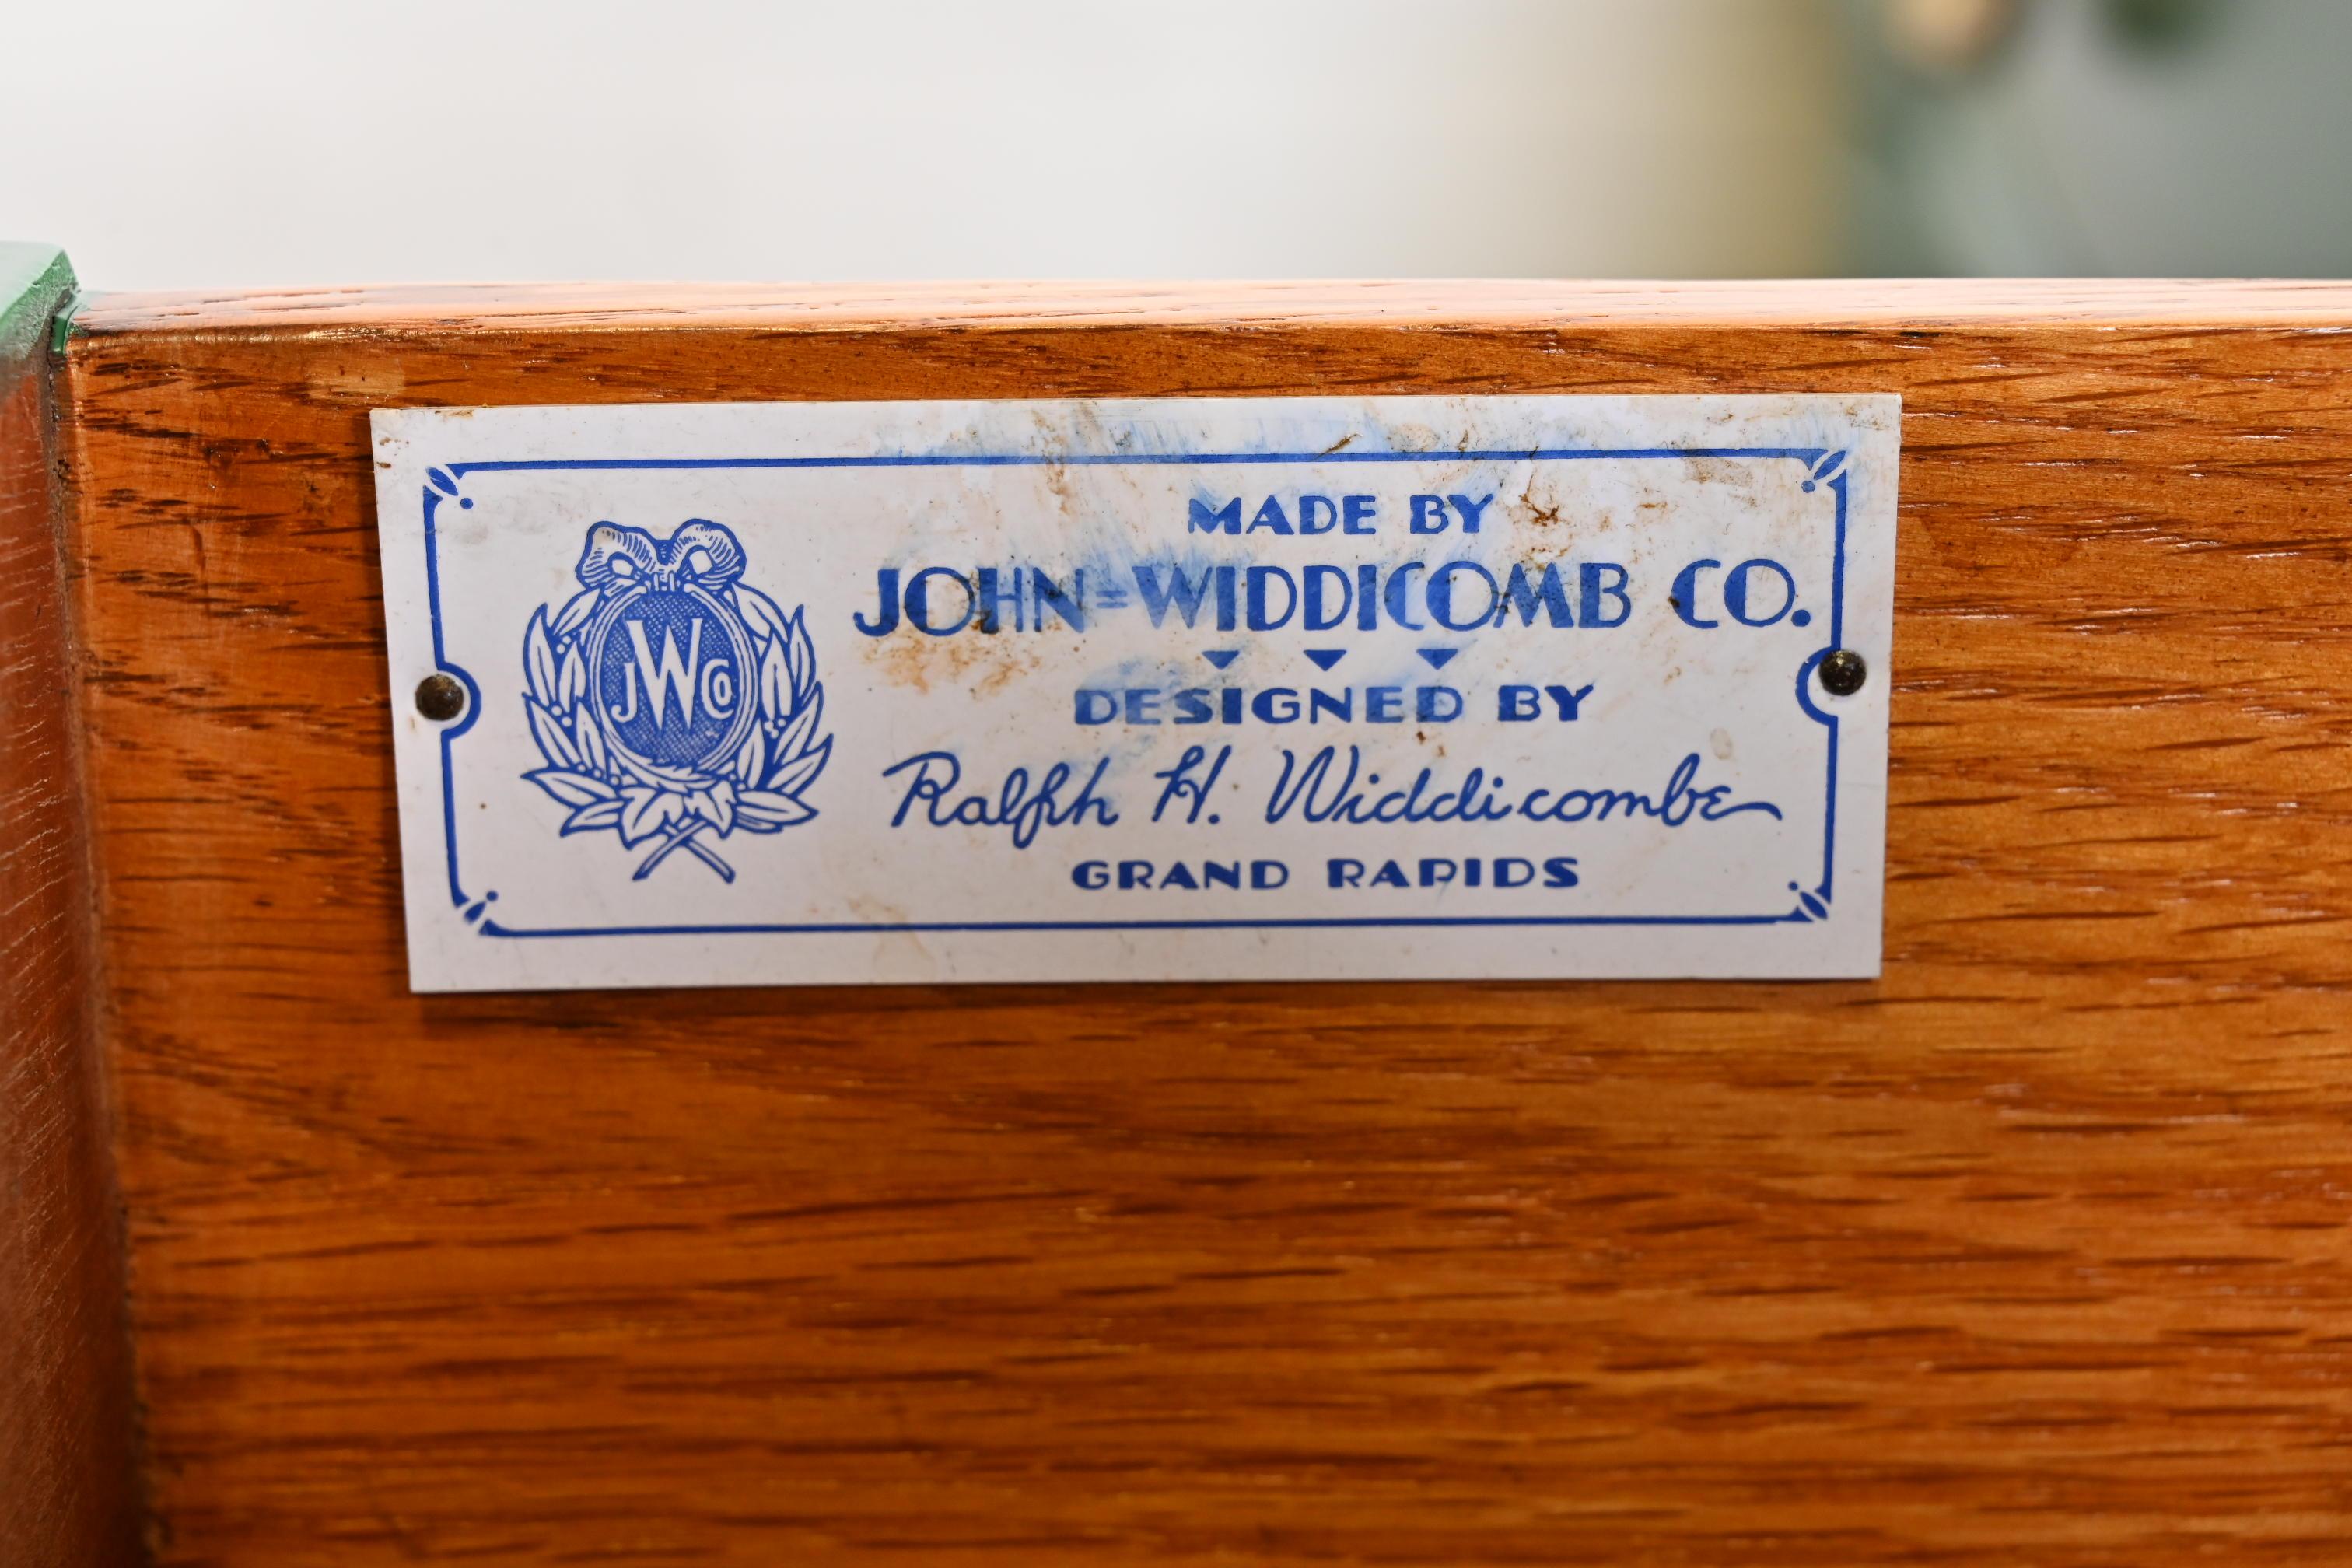 JWCO
MADE BY
JOHN=WIDDICOMB CO.
DESIGNED BY
Ralph H. Widdicombe
GRAND RAPIDS